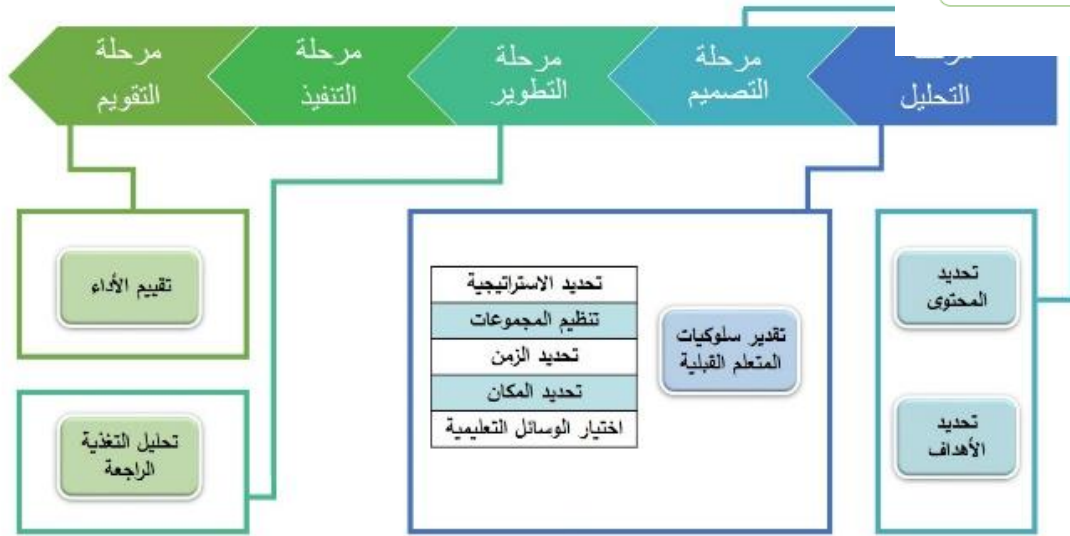 مرحلة
التحليل
مرحلة
التصميم
مرحلة
التطوير
مرحلة
التنفيذ
مرحلة
التقويم
تحديد
المحتوى
تحديد
الأهداف
تقدير سلوكيات
المتعلم القبلية
تحديد الاستراتيجية
تنظيم المجموعات
تحديد الزمن
تحديد المكان
اختيار الوسائل التعليمية
تقييم الأداء
تحليل التغذية
الراجعة